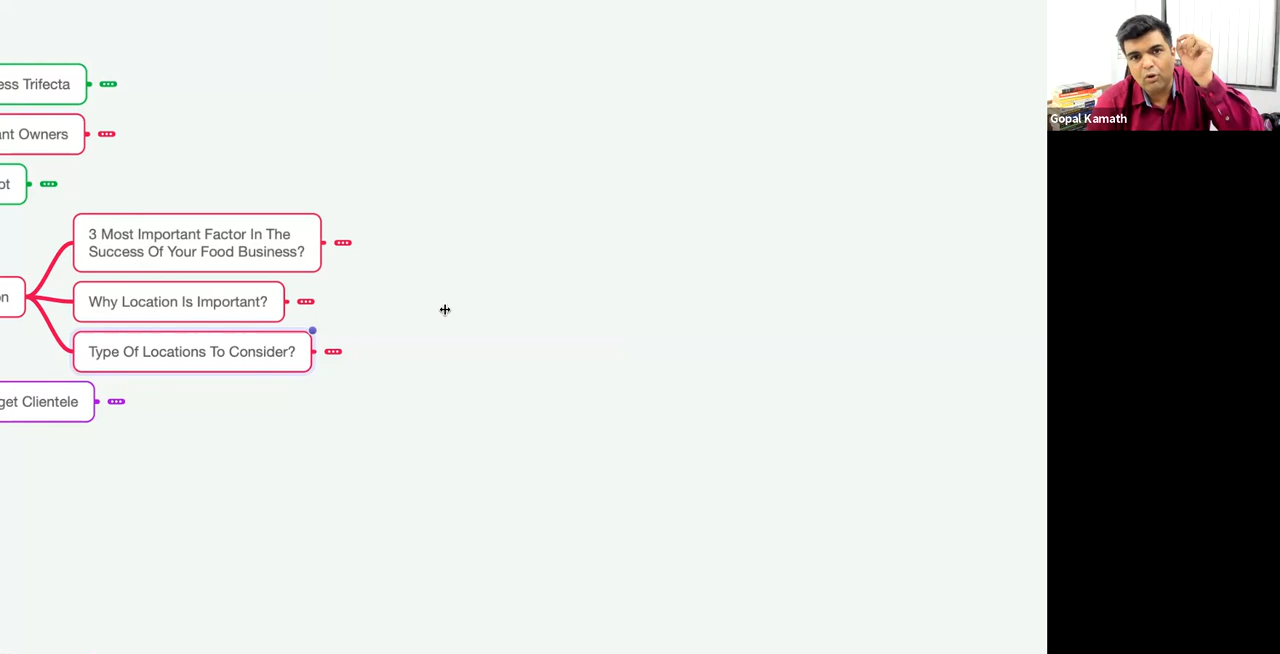 ess Trifecta
ant Owners
ot
3 Most Important Factor In The
Success Of Your Food Business?
on
Why Location Is Important?
Type Of Locations To Consider?
get Clientele
Gopal Kamath